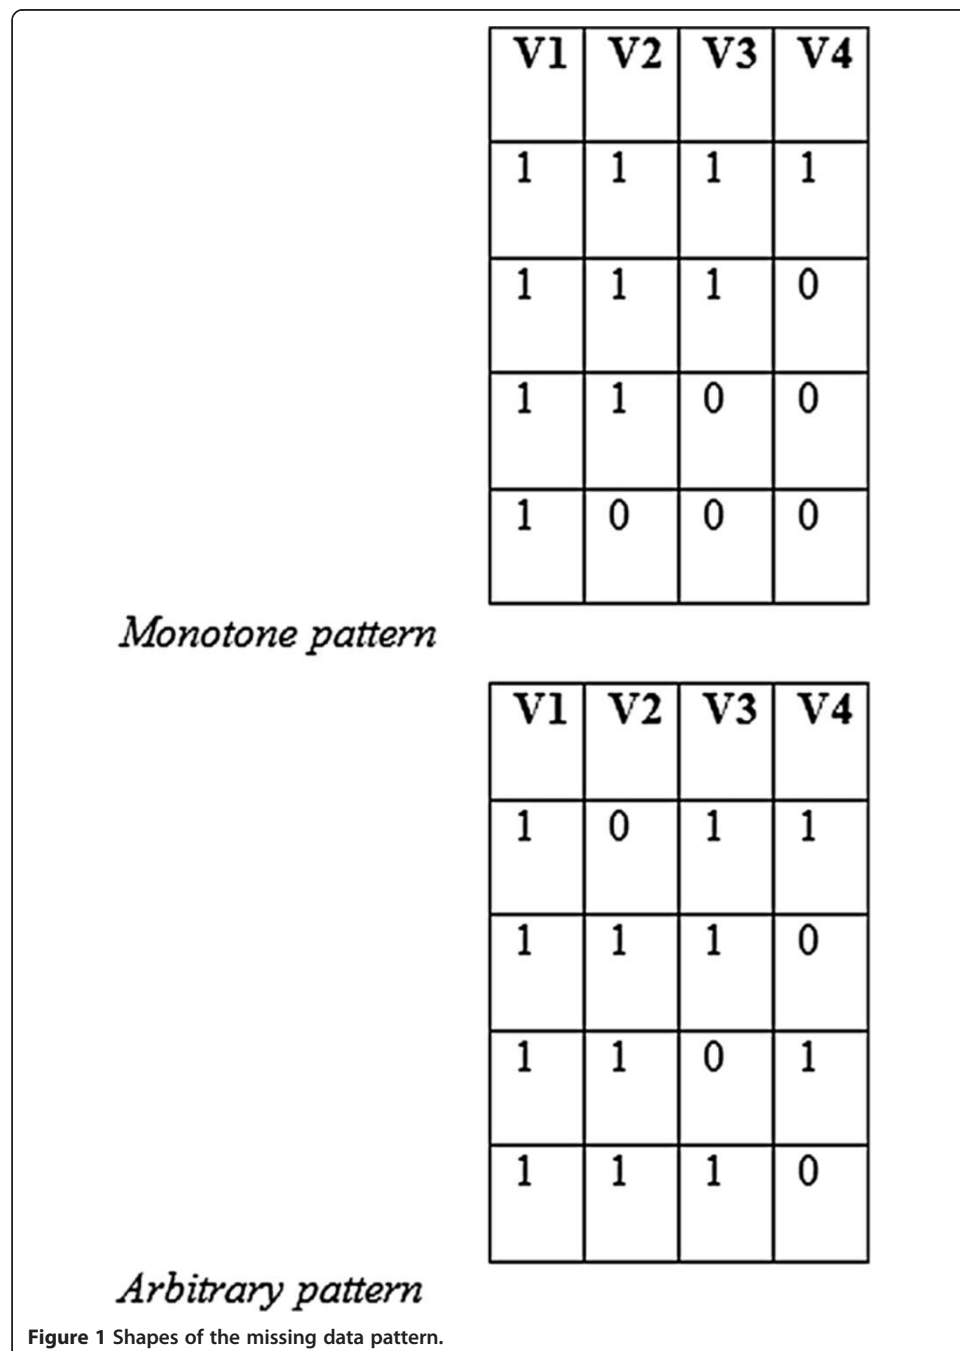 V1 V2 V3 V4
1 1 1 1
1 1 1 0
1 1 0 0
1 0 0 0
Monotone pattern
V1 V2 V3 V4
1 0 1 1
1 1 1 0
1 1 0 1
1 1 1 0
Arbitrary pattern
Figure 1 Shapes of the missing data pattern.